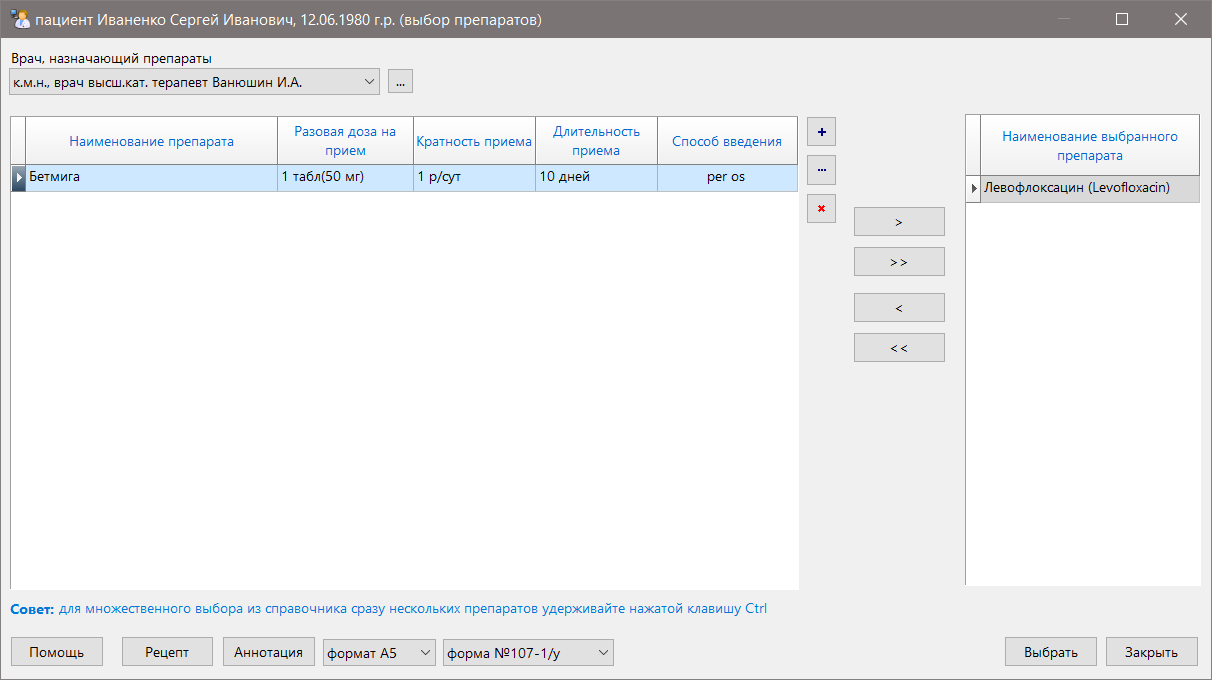 пациент Иваненко Сергей Иванович, 12.06.1980 г.р. (выбор препаратов)
Врач, назначающий препараты
к.м.н., врач высш.кат. терапевт Ванюшин И.А.
...
Наименование препарата
Разовая доза на
прием
Кратность приема
Длительность
приема
Способ введения
Бетмига
1 табл(50 мг)
1 р/сут
10 дней
per os
+
...
>
>>
<
<<
Наименование выбранного
препарата
Левофлоксацин (Levofloxacin)
Совет: для множественного выбора из справочника сразу нескольких препаратов удерживайте нажатой клавишу Ctrl
Помощь
Рецепт
Аннотация
формат А5
форма №107-1/у
Выбрать
Закрыть